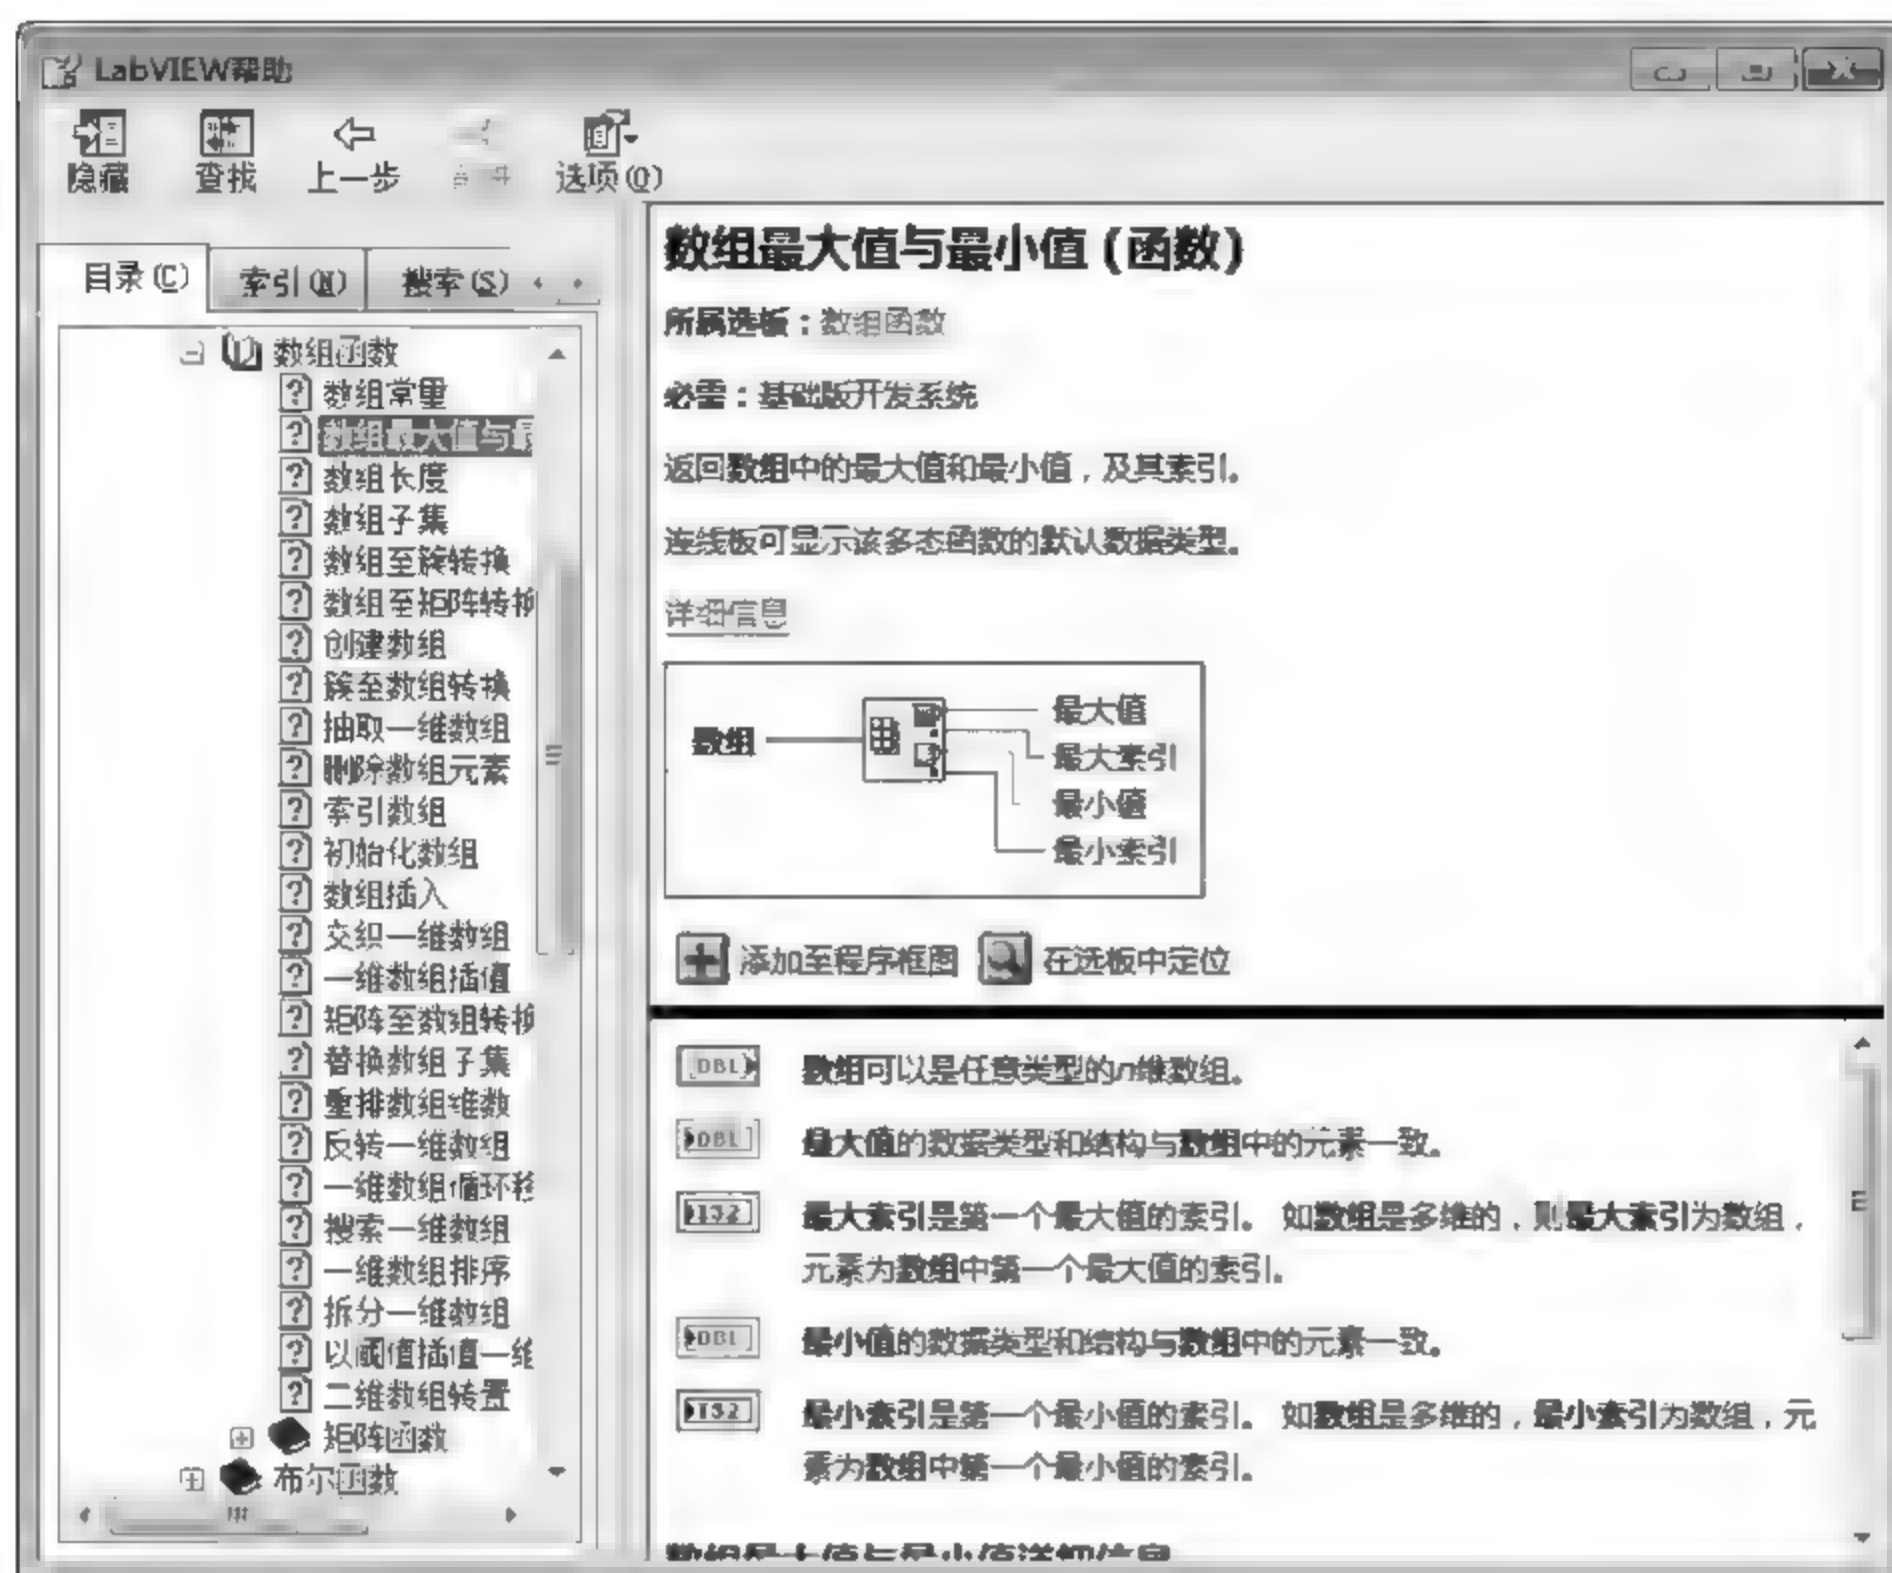 LabVIEW帮助
隐藏 查找 上一步 选项(O)
目录(C) 索引(N) 搜索(S)
数组函数
数组常量
数组最大值与最
数组长度
数组子集
数组至簇转换
数组至矩阵转换
创建数组
簇至数组转换
抽取一维数组
删除数组元素
索引数组
初始化数组
数组插入
交织一维数组
一维数组插值
矩阵至数组转换
替换数组子集
重排数组维数
反转一维数组
一维数组循环移
搜索一维数组
一维数组排序
拆分一维数组
以阈值插值一维
二维数组转置
矩阵函数
布尔函数
数组最大值与最小值(函数)
所属选板:数组函数
必需:基础版开发系统
返回数组中的最大值和最小值,及其索引。
连线板可显示该多态函数的默认数据类型。
详细信息
数组
最大值
最大索引
最小值
最小索引
添加至程序框图 在选板中定位
DBL 数组可以是任意类型的n维数组。
DBL 最大值的数据类型和结构与数组中的元素一致。
I32 最大索引是第一个最大值的索引。 如数组是多维的,则最大索引为数组,
元素为数组中第一个最大值的索引。
DBL 最小值的数据类型和结构与数组中的元素一致。
I32 最小索引是第一个最小值的索引。 如数组是多维的,最小索引为数组,元
素为数组中第一个最小值的索引。
数组最大值与最小值详细信息